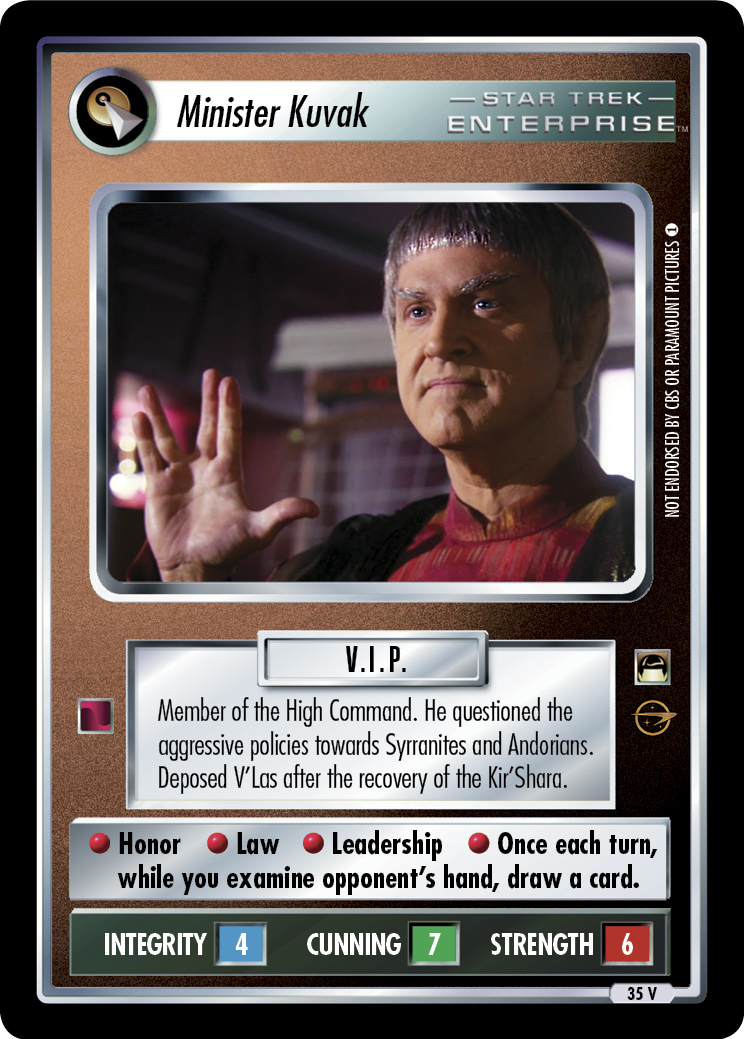 Minister Kuvak
STAR TREK
ENTERPRISE™
NOT ENDORSED BY CBS OR PARAMOUNT PICTURES 1
V.I.P.
Member of the High Command. He questioned the
aggressive policies towards Syrranites and Andorians.
Deposed V'Las after the recovery of the Kir'Shara.
Honor Law Leadership Once each turn,
while you examine opponent's hand, draw a card.
INTEGRITY 4 CUNNING 7 STRENGTH 6
35 V